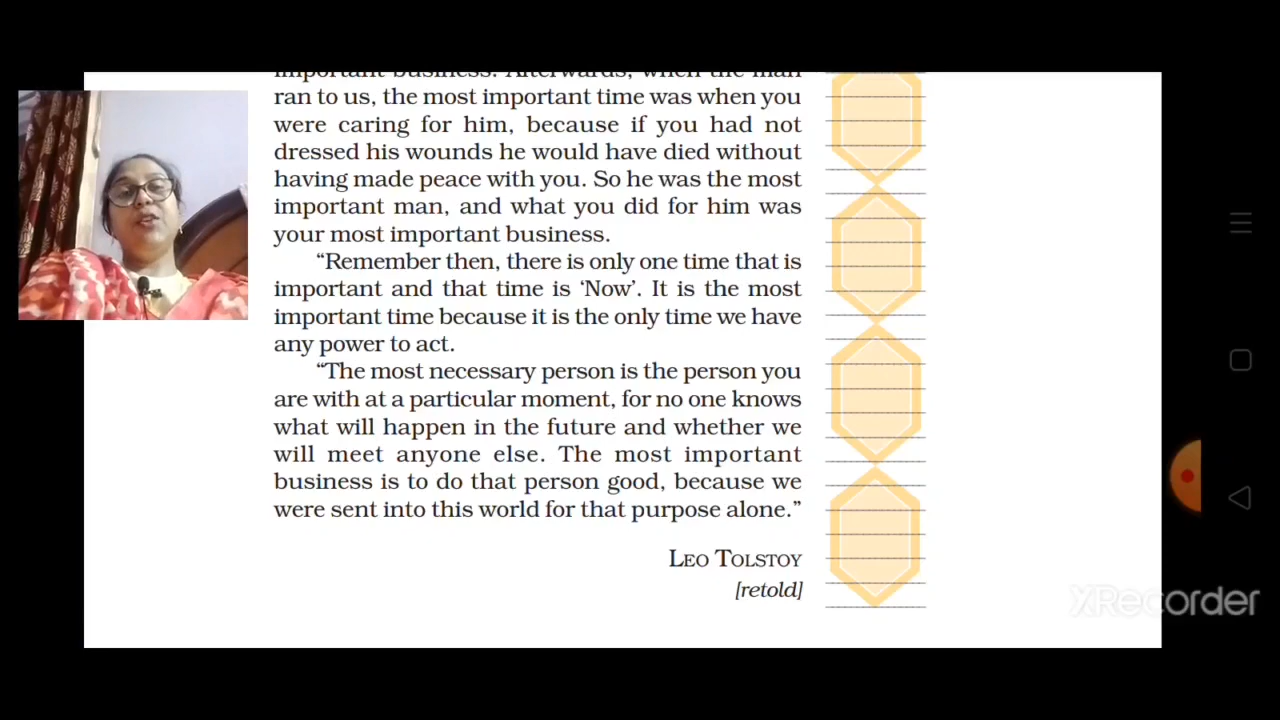 important business. Afterwards, when the man
ran to us, the most important time was when you
were caring for him, because if you had not
dressed his wounds he would have died without
having made peace with you. So he was the most
important man, and what you did for him was
your most important business.
“Remember then, there is only one time that is
important and that time is ‘Now’. It is the most
important time because it is the only time we have
any power to act.
“The most necessary person is the person you
are with at a particular moment, for no one knows
what will happen in the future and whether we
will meet anyone else. The most important
business is to do that person good, because we
were sent into this world for that purpose alone.”
LEO TOLSTOY
[retold]
XRecorder